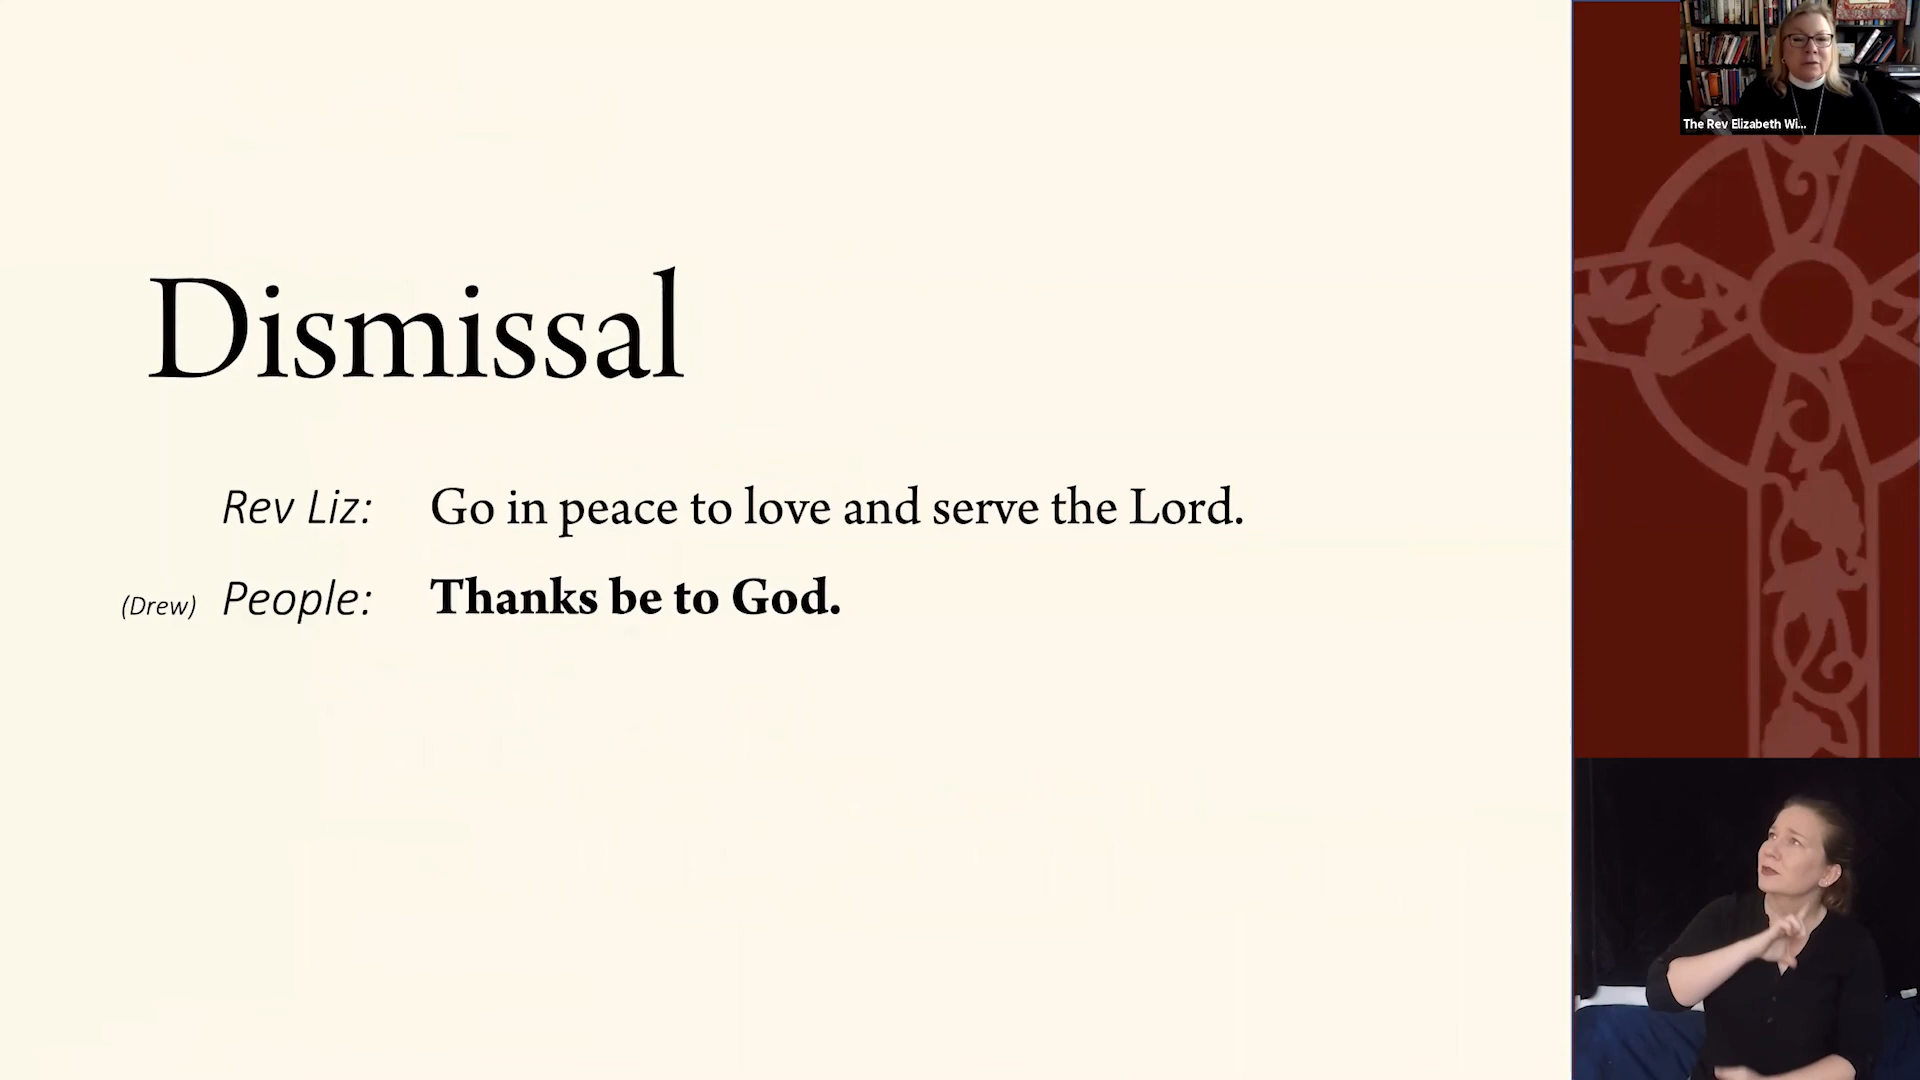 Dismissal
Rev Liz: Go in peace to love and serve the Lord.
(Drew) People: Thanks be to God.
The Rev Elizabeth Wi...